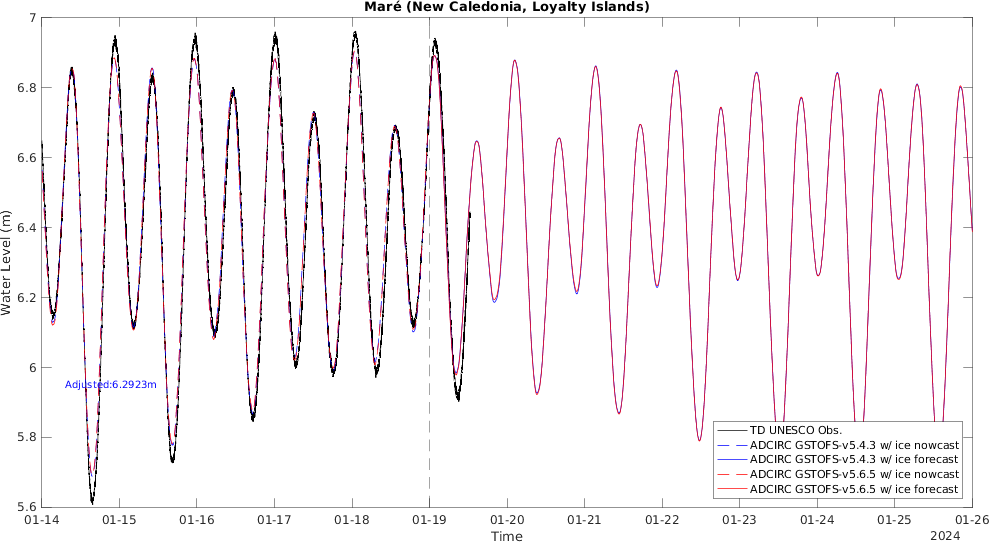 Maré (New Caledonia, Loyalty Islands)
7
6.8
6.6
6.4
6.2
6
5.8
5.6
Water Level (m)
Adjusted:6.2923m
TD UNESCO Obs.
ADCIRC GSTOFS-v5.4.3 w/ ice nowcast
ADCIRC GSTOFS-v5.4.3 w/ ice forecast
ADCIRC GSTOFS-v5.6.5 w/ ice nowcast
ADCIRC GSTOFS-v5.6.5 w/ ice forecast
01-14 01-15 01-16 01-17 01-18 01-19 01-20 01-21 01-22 01-23 01-24 01-25 01-26
Time
2024